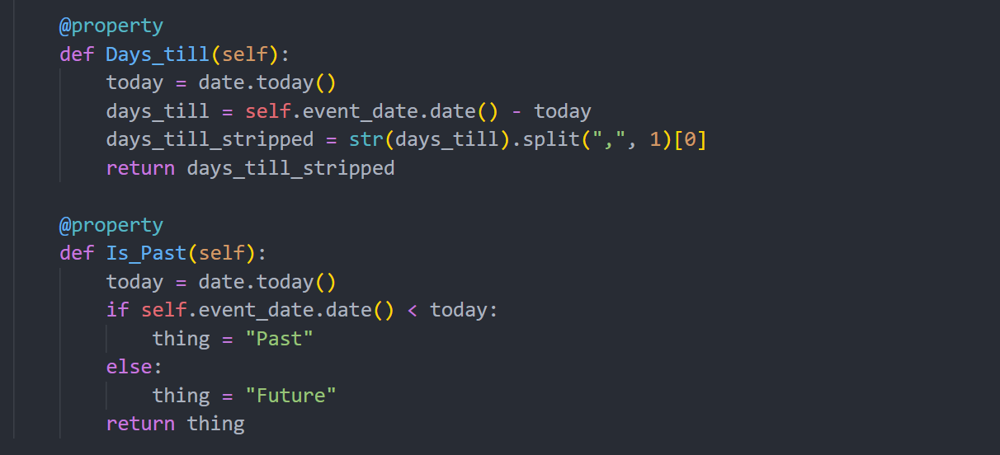 @property
def Days_till(self):
today = date.today()
days_till = self.event_date.date() - today
days_till_stripped = str(days_till).split(",", 1)[0]
return days_till_stripped
@property
def Is_Past(self):
today = date.today()
if self.event_date.date() < today:
thing = "Past"
else:
thing = "Future"
return thing